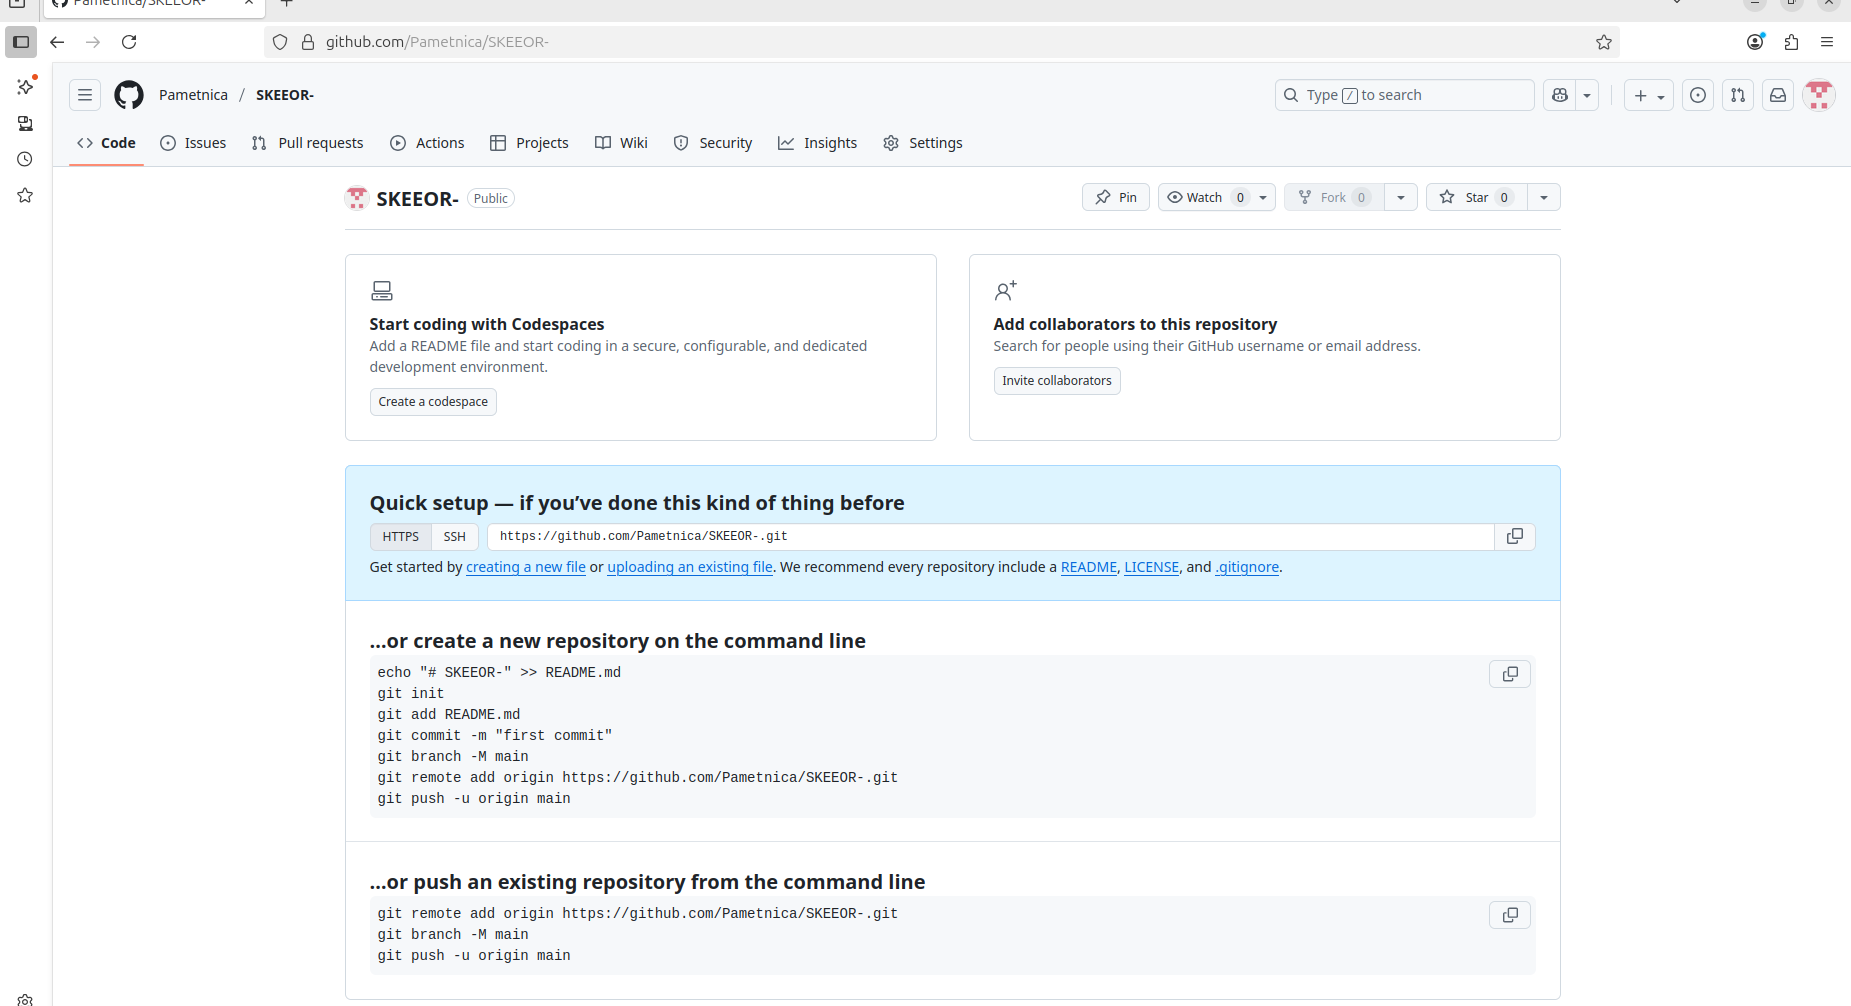 Pametnica/SKEEOR-
github.com/Pametnica/SKEEOR-
Pametnica / SKEEOR-
Type / to search
Code Issues Pull requests Actions Projects Wiki Security Insights Settings
SKEEOR- Public
Pin Watch 0 Fork 0 Star 0
Start coding with Codespaces
Add a README file and start coding in a secure, configurable, and dedicated
development environment.
Create a codespace
Add collaborators to this repository
Search for people using their GitHub username or email address.
Invite collaborators
Quick setup — if you’ve done this kind of thing before
HTTPS SSH https://github.com/Pametnica/SKEEOR-.git
Get started by creating a new file or uploading an existing file. We recommend every repository include a README, LICENSE, and .gitignore.
…or create a new repository on the command line
echo "# SKEEOR-" >> README.md
git init
git add README.md
git commit -m "first commit"
git branch -M main
git remote add origin https://github.com/Pametnica/SKEEOR-.git
git push -u origin main
…or push an existing repository from the command line
git remote add origin https://github.com/Pametnica/SKEEOR-.git
git branch -M main
git push -u origin main